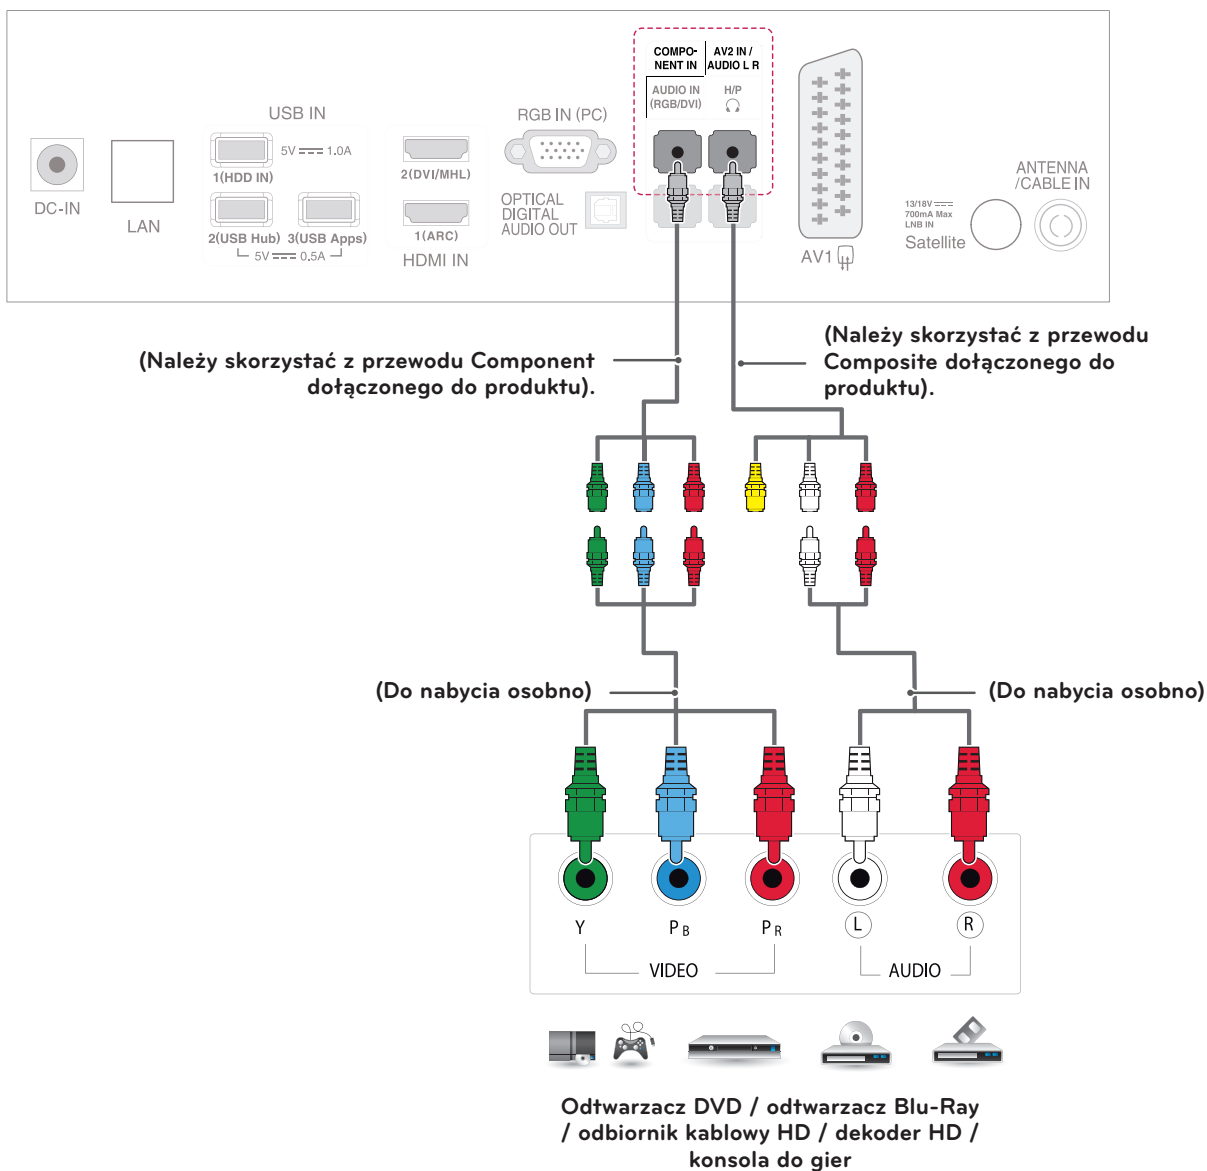 COMPO-
NENT IN
AV2 IN /
AUDIO L R
AUDIO IN
(RGB/DVI)
H/P
USB IN
RGB IN (PC)
5V 1.0A
1(HDD IN)
2(DVI/MHL)
ANTENNA
/CABLE IN
DC-IN
LAN
OPTICAL
DIGITAL
AUDIO OUT
13/18V
700mA Max
LNB IN
Satellite
2(USB Hub) 3(USB Apps)
5V 0.5A
1(ARC)
HDMI IN
AV1
(Należy skorzystać z przewodu Component
dołączonego do produktu).
(Należy skorzystać z przewodu
Composite dołączonego do
produktu).
(Do nabycia osobno)
(Do nabycia osobno)
Y
PB
PR
L
R
VIDEO
AUDIO
Odtwarzacz DVD / odtwarzacz Blu-Ray
/ odbiornik kablowy HD / dekoder HD /
konsola do gier